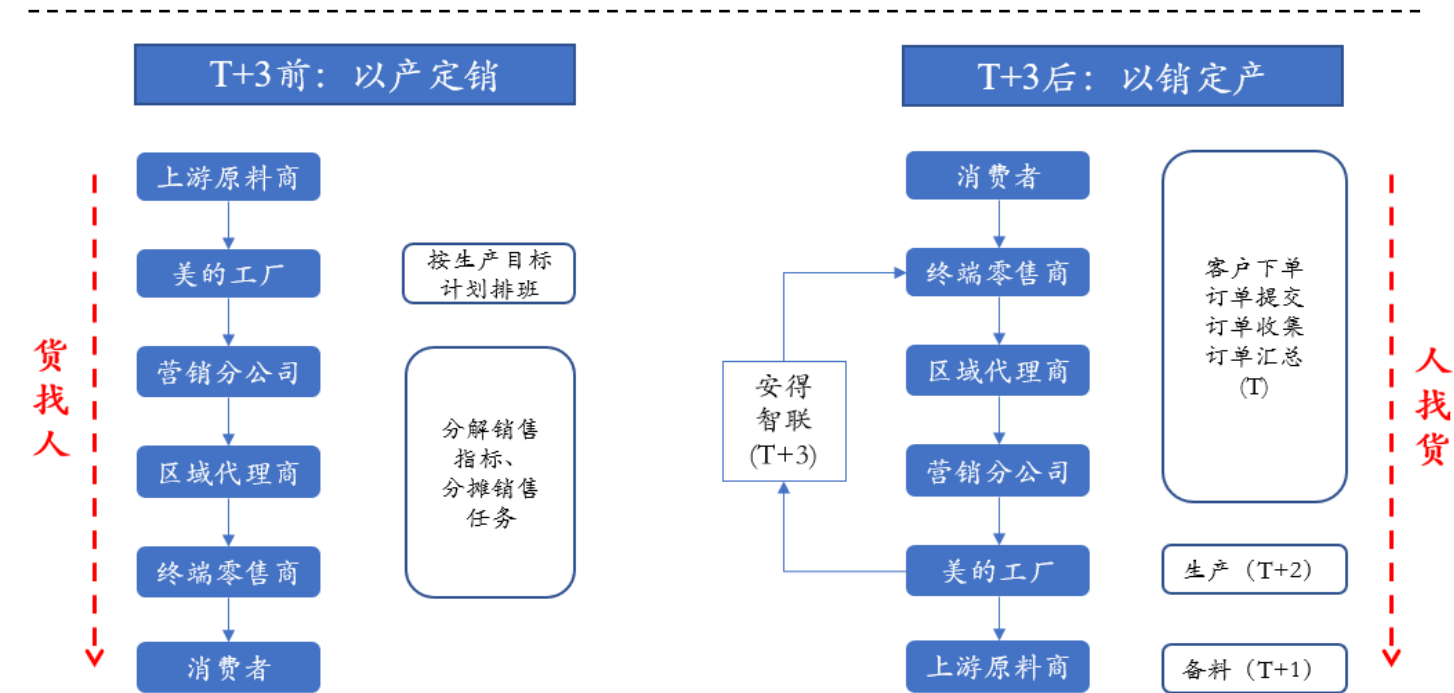 T+3前：以产定销
上游原料商
美的工厂
营销分公司
区域代理商
终端零售商
消费者
按生产目标
计划排班
分解销售
指标、
分摊销售
任务
货
找
人
T+3后：以销定产
消费者
终端零售商
区域代理商
营销分公司
美的工厂
上游原料商
安得
智联
(T+3)
客户下单
订单提交
订单收集
订单汇总
(T)
生产（T+2）
备料（T+1）
人
找
货